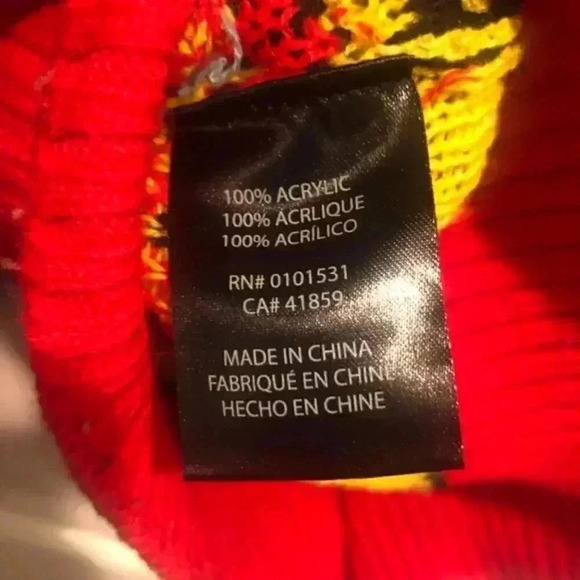 100% ACRYLIC
100% ACRLIQUE
100% ACRÍLICO
RN# 0101531
CA# 41859
MADE IN CHINA
FABRIQUÉ EN CHINE
HECHO EN CHINE